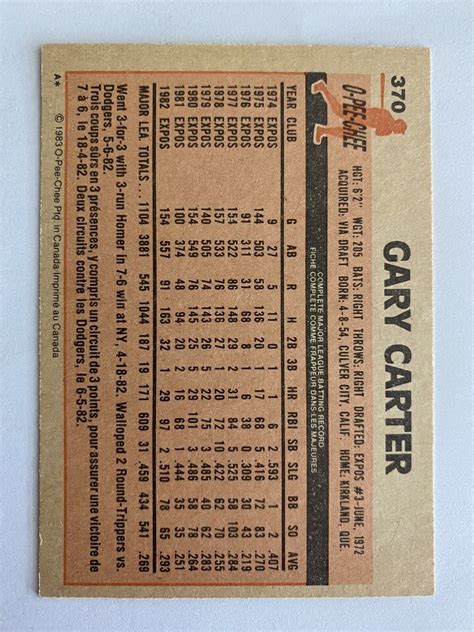 370
O-PEE-CHEE
GARY CARTER
HGT: 6'2" WGT: 205 BATS: RIGHT THROWS: RIGHT DRAFTED: EXPOS #3-JUNE, 1972
ACQUIRED: VIA DRAFT BORN: 4-8-54, CULVER CITY, CALIF. HOME: KIRKLAND, QUE.
COMPLETE MAJOR LEAGUE BATTING RECORD
FICHE COMPLETE COMME FRAPPEUR DANS LES MAJEURES
YEAR CLUB G AB R H 2B 3B HR RBI SB SLG BB SO AVG
1974 EXPOS 9 27 5 11 0 1 1 6 2 .593 1 2 .407
1975 EXPOS 144 503 58 136 20 1 17 68 5 .416 72 83 .270
1976 EXPOS 91 311 31 68 8 1 6 38 0 .309 30 43 .219
1977 EXPOS 154 522 86 148 29 2 31 84 5 .525 58 103 .284
1978 EXPOS 157 533 76 136 27 1 20 72 10 .422 62 70 .255
1979 EXPOS 141 505 74 143 26 5 22 75 3 .485 40 62 .283
1980 EXPOS 154 549 76 145 25 5 29 101 3 .486 58 78 .264
1981 EXPOS 100 374 48 94 20 2 16 68 1 .444 35 35 .251
1982 EXPOS 154 557 91 163 32 1 29 97 2 .510 78 64 .293
MAJOR LEA TOTALS... 1104 3881 545 1044 187 19 171 609 31 .459 434 541 .269
Went 3-for-3 with 3-run Homer in 7-6 win at NY, 4-18-82. Walloped 2 Round-Trippers vs.
Dodgers, 5-6-82.
Trois coups sûrs en 3 présences, y compris un circuit de 3 points, pour assurer une victoire de
7 à 6, le 18-4-82. Deux circuits contre les Dodgers, le 6-5-82.
A* © 1983 O-Pee-Chee Ptd. in Canada Imprimé au Canada